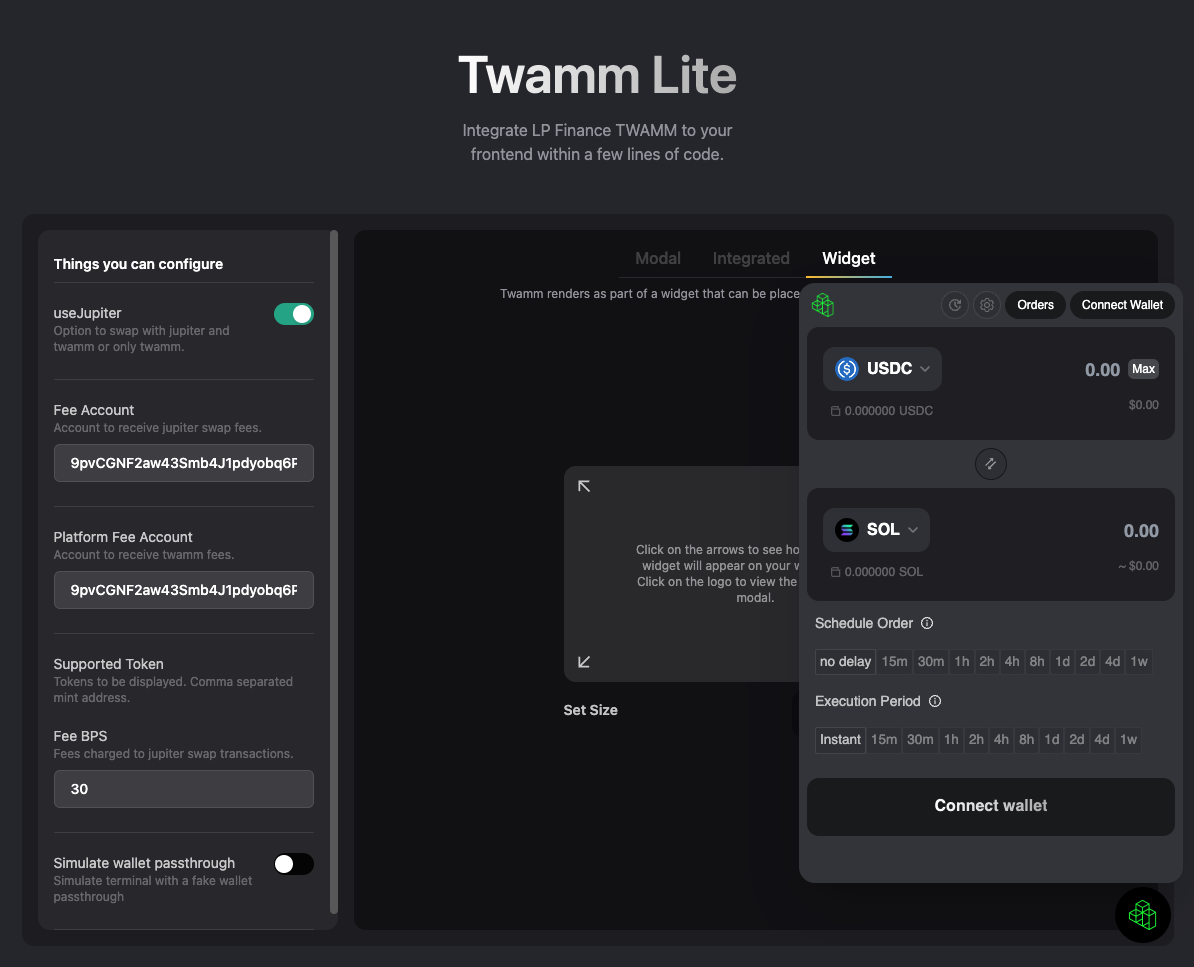 Twamm Lite
Integrate LP Finance TWAMM to your
frontend within a few lines of code.
Things you can configure
useJupiter
Option to swap with jupiter and
twamm or only twamm.
Fee Account
Account to receive jupiter swap fees.
9pvCGNF2aw43Smb4J1pdyobq6
Platform Fee Account
Account to receive twamm fees.
9pvCGNF2aw43Smb4J1pdyobq6
Supported Token
Tokens to be displayed. Comma separated
mint address.
Fee BPS
Fees charged to jupiter swap transactions.
30
Simulate wallet passthrough
Simulate terminal with a fake wallet
passthrough
Modal Integrated Widget
Twamm renders as part of a widget that can be place
Click on the arrows to see ho
widget will appear on your w
Click on the logo to view the
modal.
Set Size
Orders Connect Wallet
USDC 0.00 Max
0.000000 USDC $0.00
SOL 0.00
0.000000 SOL ~ $0.00
Schedule Order
no delay 15m 30m 1h 2h 4h 8h 1d 2d 4d 1w
Execution Period
Instant 15m 30m 1h 2h 4h 8h 1d 2d 4d 1w
Connect wallet